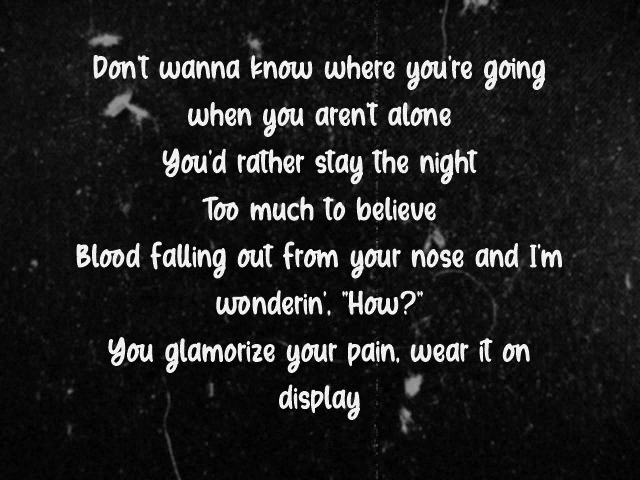 Don't wanna know where you're going
when you aren't alone
You'd rather stay the night
Too much to believe
Blood falling out from your nose and I'm
wonderin', "How?"
You glamorize your pain, wear it on
display